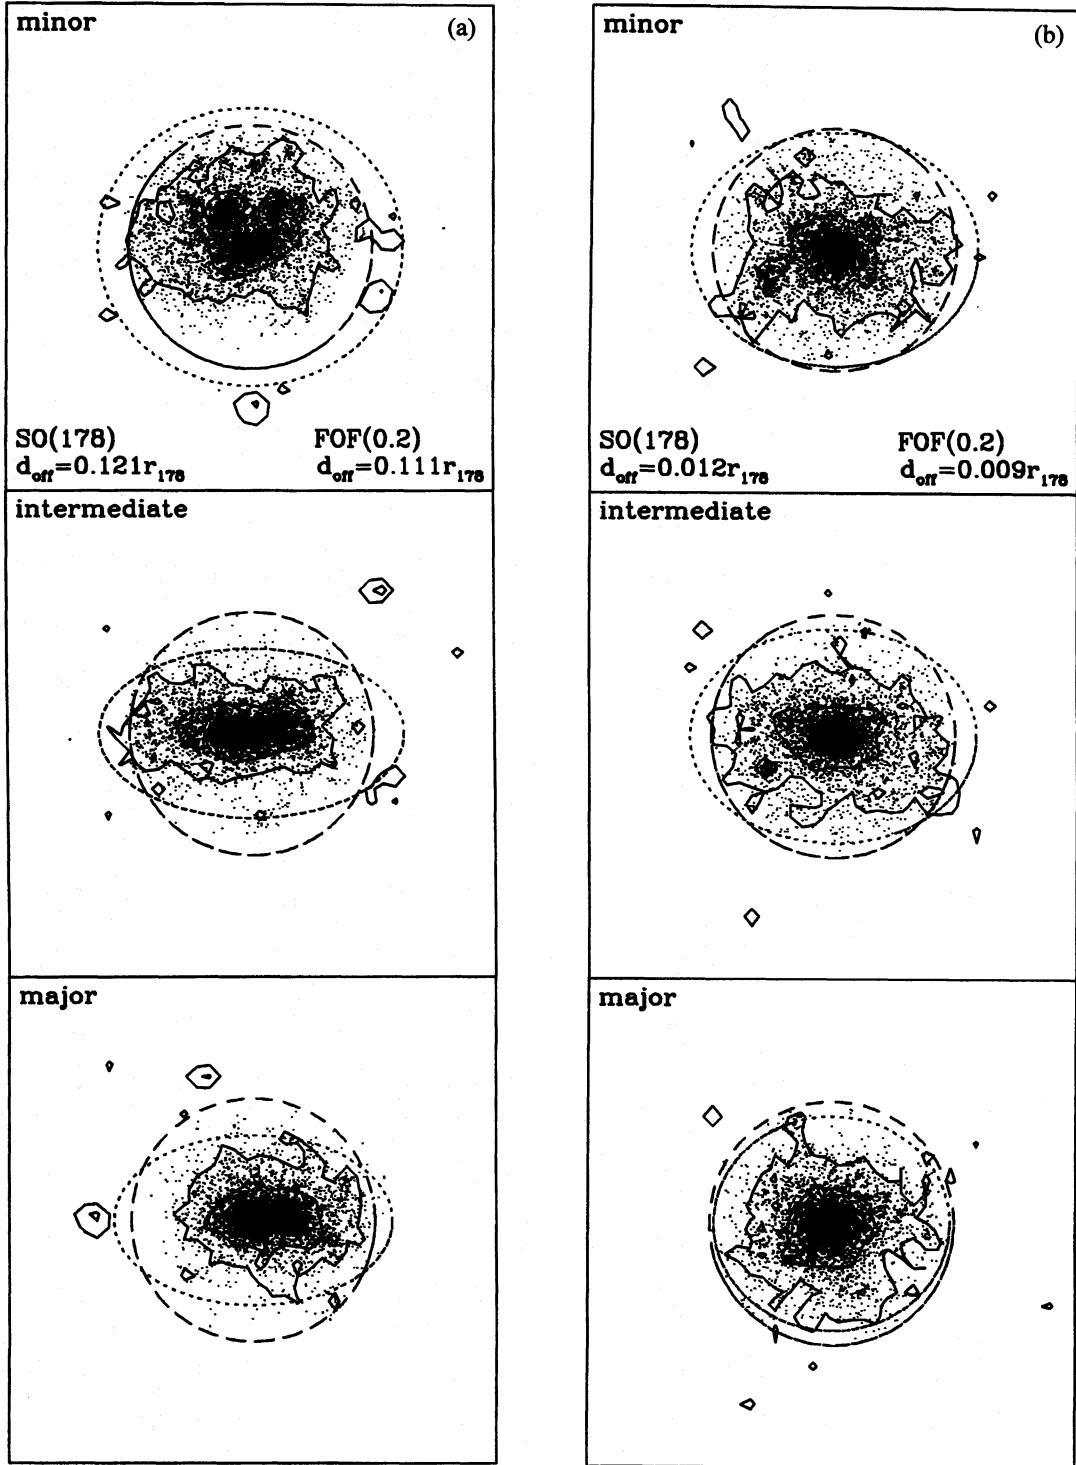 minor (a)
SO(178) FOF(0.2)
d_off=0.121r_178 d_off=0.111r_178
intermediate
major
minor (b)
SO(178) FOF(0.2)
d_off=0.012r_178 d_off=0.009r_178
intermediate
major